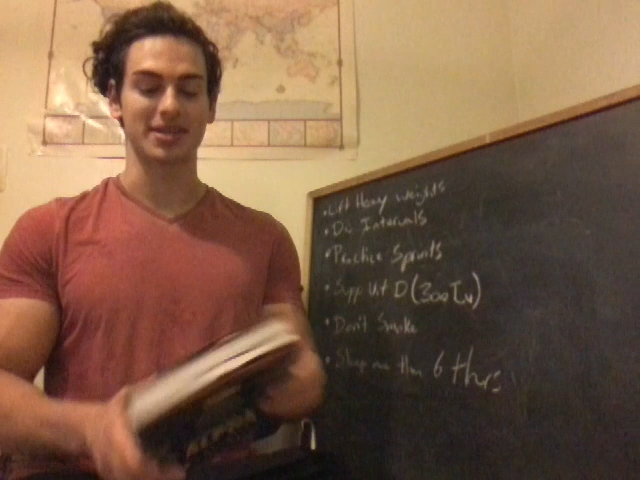 • Lift Heavy weights
• Do Intervals
• Practice Sprints
• Supp Vit D (300 Iu)
• Don't Smoke
• Sleep more than 6 Hrs